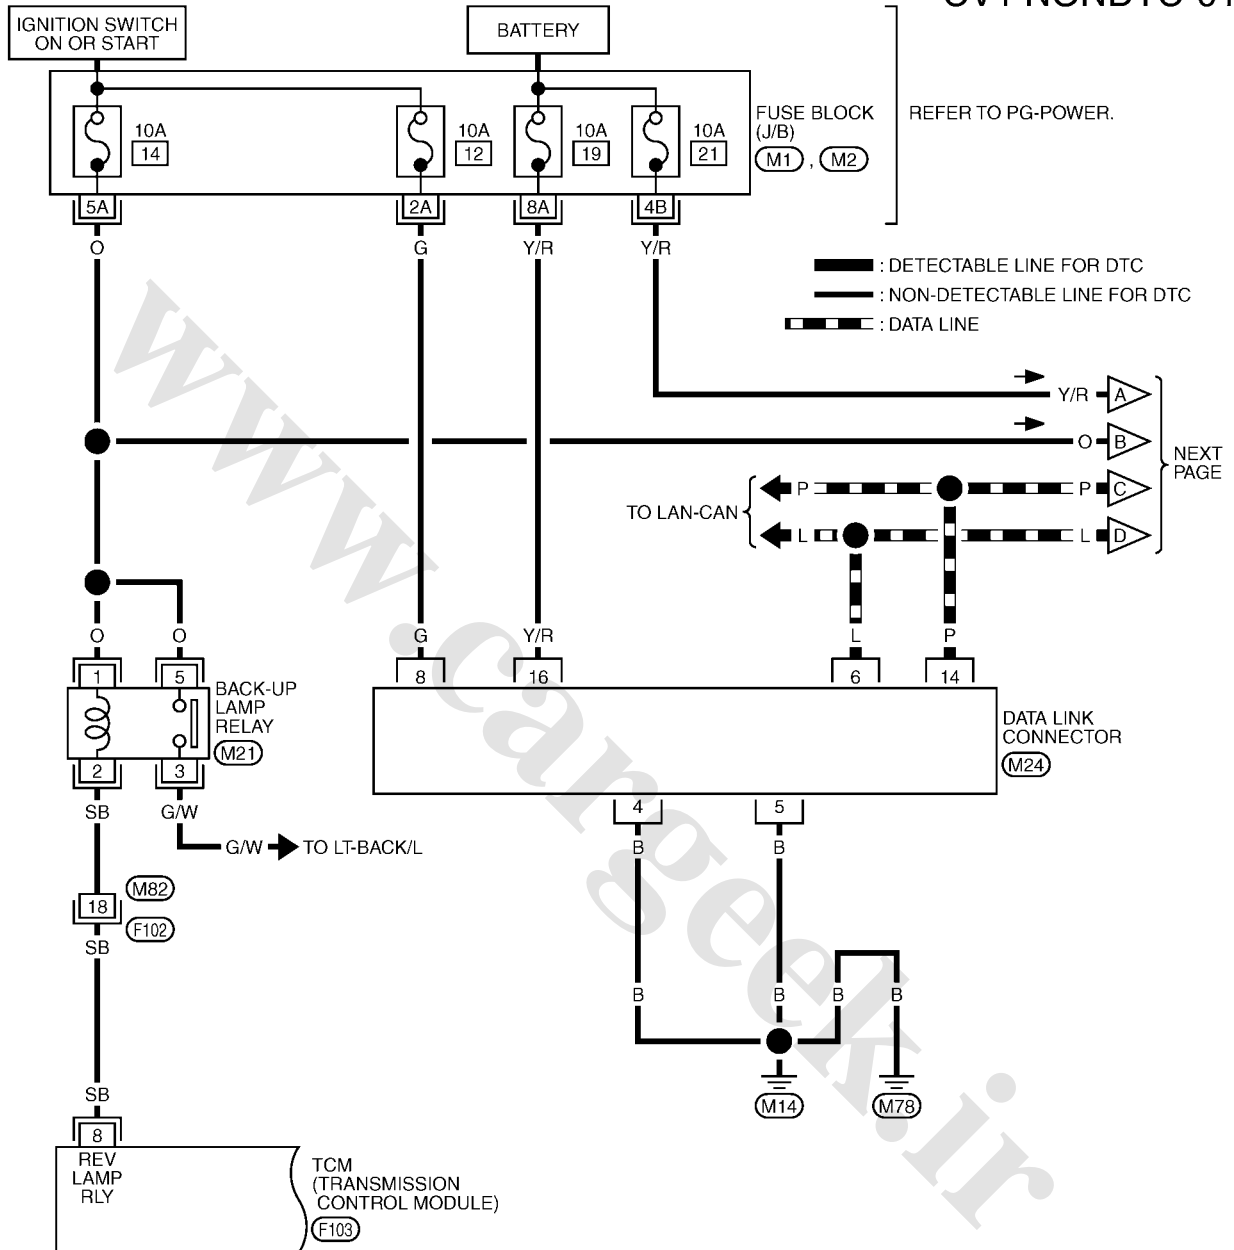 CVT-NONDTC-01
IGNITION SWITCH
ON OR START
BATTERY
10A
14
10A
12
10A
19
10A
21
FUSE BLOCK
(J/B)
M1 , M2
REFER TO PG-POWER.
5A
2A
8A
4B
O
G
Y/R
Y/R
: DETECTABLE LINE FOR DTC
: NON-DETECTABLE LINE FOR DTC
: DATA LINE
Y/R
A
O
B
P
P
C
L
L
D
TO LAN-CAN
NEXT
PAGE
O
O
G
Y/R
L
P
1
5
8
16
6
14
BACK-UP
LAMP
RELAY
M21
DATA LINK
CONNECTOR
M24
2
3
4
5
SB
G/W
B
B
G/W
TO LT-BACK/L
M82
18
F102
SB
B
B
B
B
M14
M78
SB
8
REV
LAMP
RLY
TCM
(TRANSMISSION
CONTROL MODULE)
F103
www.cargeek.ir